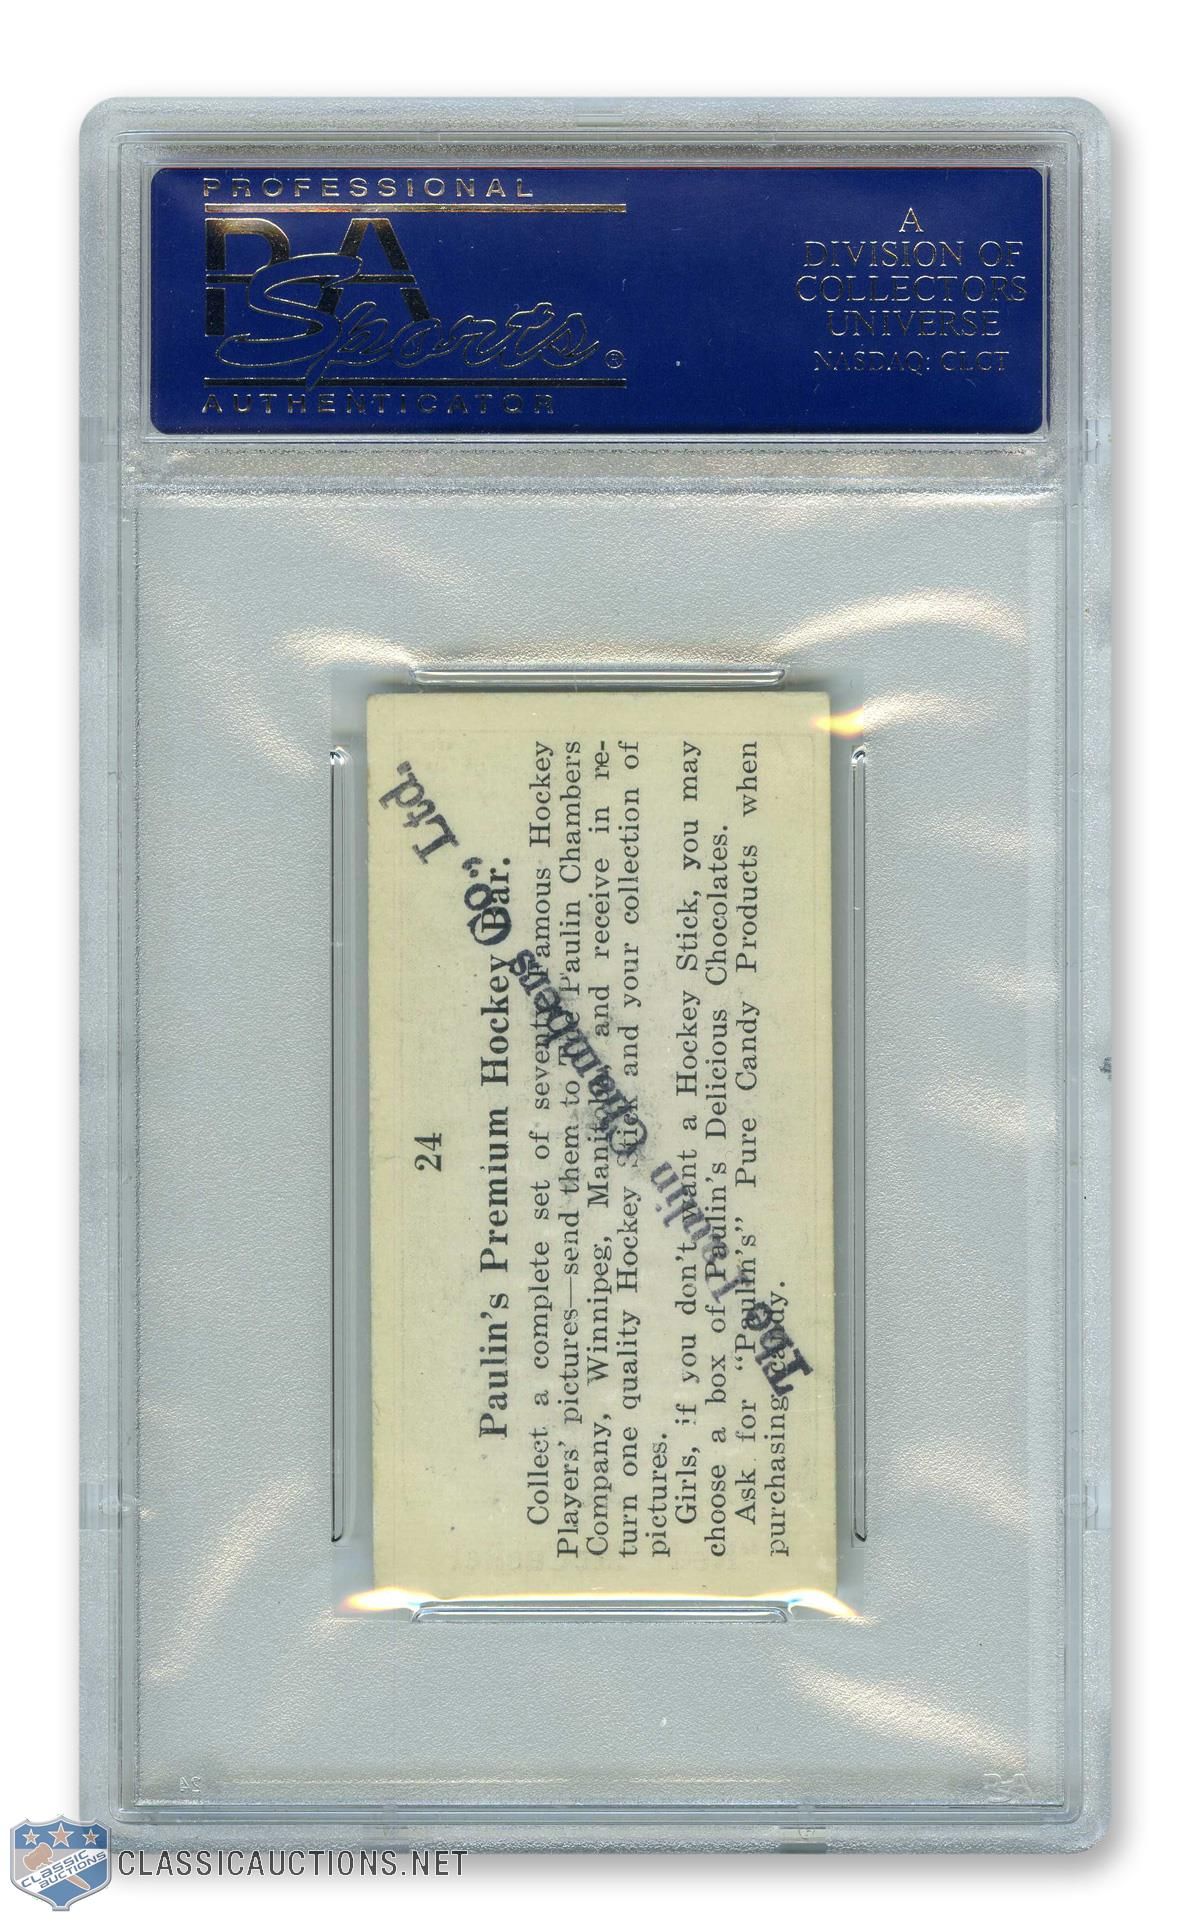 PROFESSIONAL
PSA
Sports®
AUTHENTICATOR
A
DIVISION OF
COLLECTORS
UNIVERSE
NASDAQ: CLCT
24
Paulin's Premium Hockey Bar.
Collect a complete set of seventy Famous Hockey
Players' pictures—send them to The Paulin Chambers
Company, Winnipeg, Manitoba, and receive in re-
turn one quality Hockey Stick and your collection of
pictures.
Girls, if you don't want a Hockey Stick, you may
choose a box of Paulin's Delicious Chocolates.
Ask for "Paulin's" Pure Candy Products when
purchasing candy.
The Paulin Chambers Co., Ltd.
24
PSA
CLASSIC
AUCTIONS
CLASSICAUCTIONS.NET